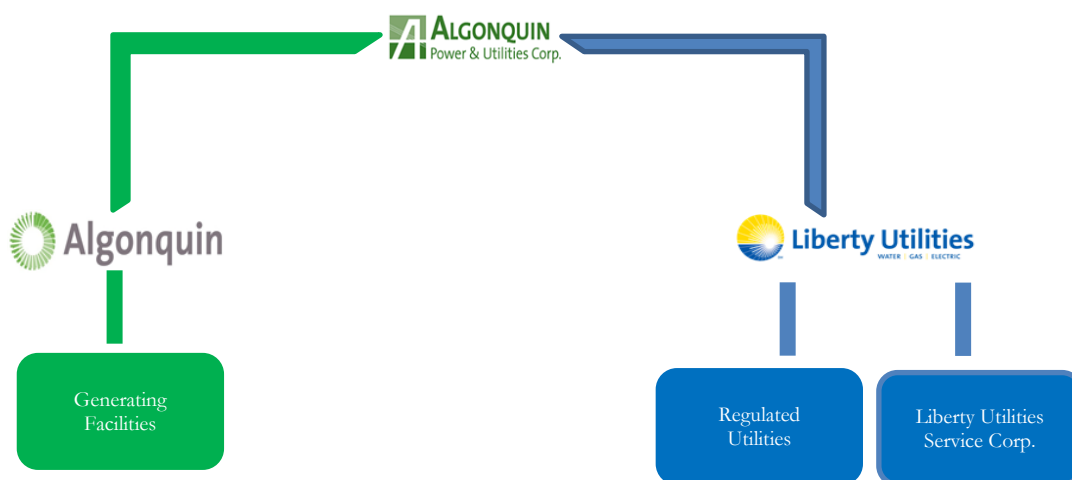 ALGONQUIN
Power & Utilities Corp.
Algonquin
Liberty Utilities
WATER | GAS | ELECTRIC
Generating
Facilities
Regulated
Utilities
Liberty Utilities
Service Corp.